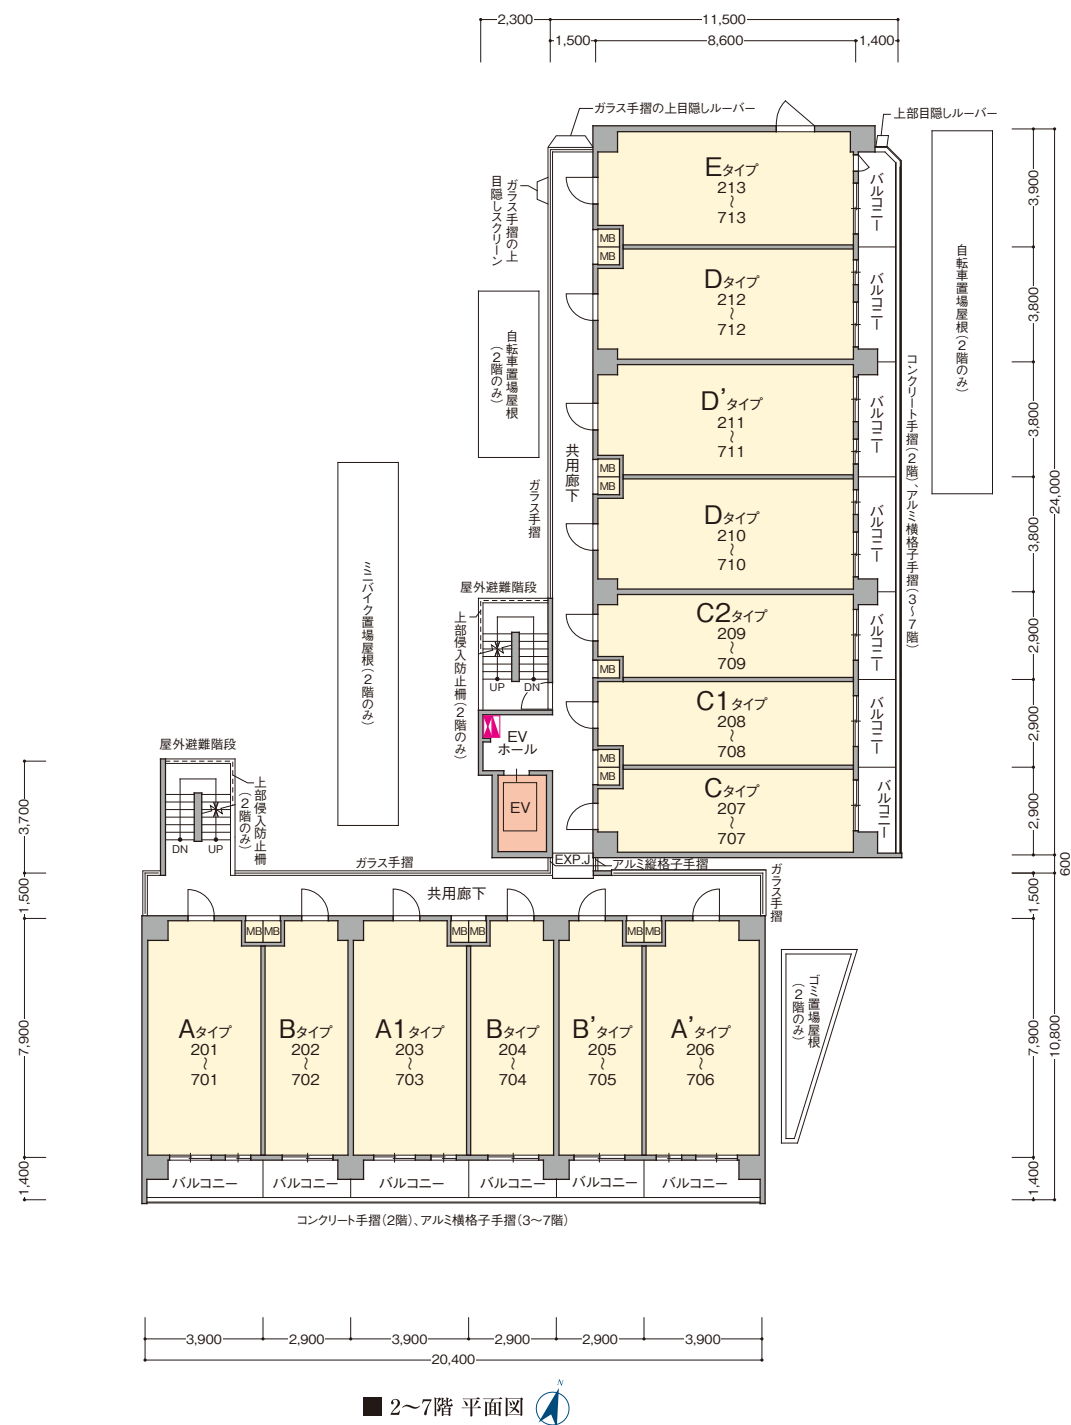 2,300
11,500
1,500
8,600
1,400
ガラス手摺の上目隠しルーバー
上部目隠しルーバー
ガラス手摺の上
目隠しスクリーン
Eタイプ
213
〜
713
バルコニー
3,900
MB
MB
自転車置場屋根(2階のみ)
Dタイプ
212
〜
712
バルコニー
3,800
自転車置場屋根
(2階のみ)
コンクリート手摺(2階)、アルミ横格子手摺(3〜7階)
D’タイプ
211
〜
711
バルコニー
3,800
共用廊下
MB
MB
24,000
ガラス手摺
Dタイプ
210
〜
710
バルコニー
3,800
ミニバイク置場屋根(2階のみ)
屋外避難階段
上部侵入防止柵(2階のみ)
UP
DN
C2タイプ
209
〜
709
バルコニー
2,900
MB
C1タイプ
208
〜
708
バルコニー
2,900
EV
ホール
MB
MB
EV
Cタイプ
207
〜
707
バルコニー
2,900
屋外避難階段
上部侵入防止柵
(2階のみ)
DN
UP
3,700
EXP.J
アルミ縦格子手摺
ガラス手摺
ガラス手摺
600
1,500
共用廊下
1,500
MB
MB
MB
MB
MB
MB
Aタイプ
201
〜
701
Bタイプ
202
〜
702
A1タイプ
203
〜
703
Bタイプ
204
〜
704
B’タイプ
205
〜
705
A’タイプ
206
〜
706
ゴミ置場屋根
(2階のみ)
7,900
7,900
10,800
1,400
バルコニー
バルコニー
バルコニー
バルコニー
バルコニー
バルコニー
1,400
コンクリート手摺(2階)、アルミ横格子手摺(3〜7階)
3,900
2,900
3,900
2,900
2,900
3,900
20,400
■ 2〜7階 平面図
N